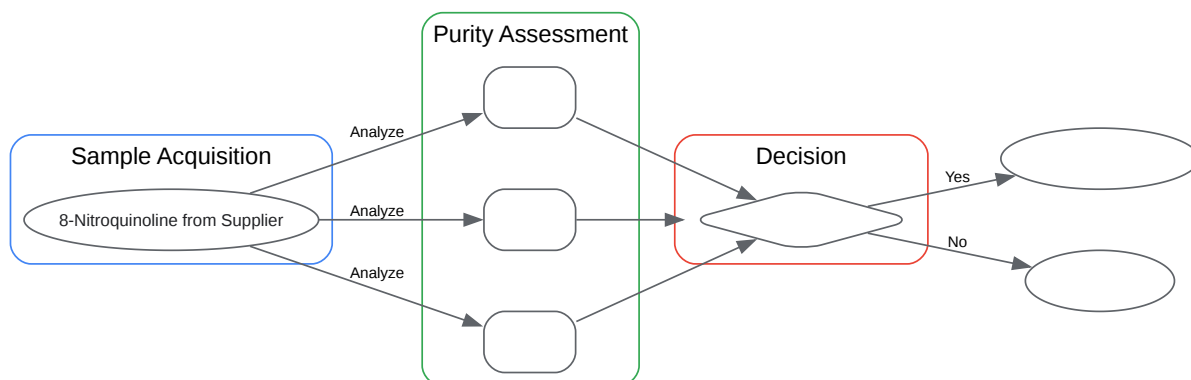 Purity Assessment
Analyze
Sample Acquisition
Decision
Yes
8-Nitroquinoline from Supplier
Analyze
No
Analyze